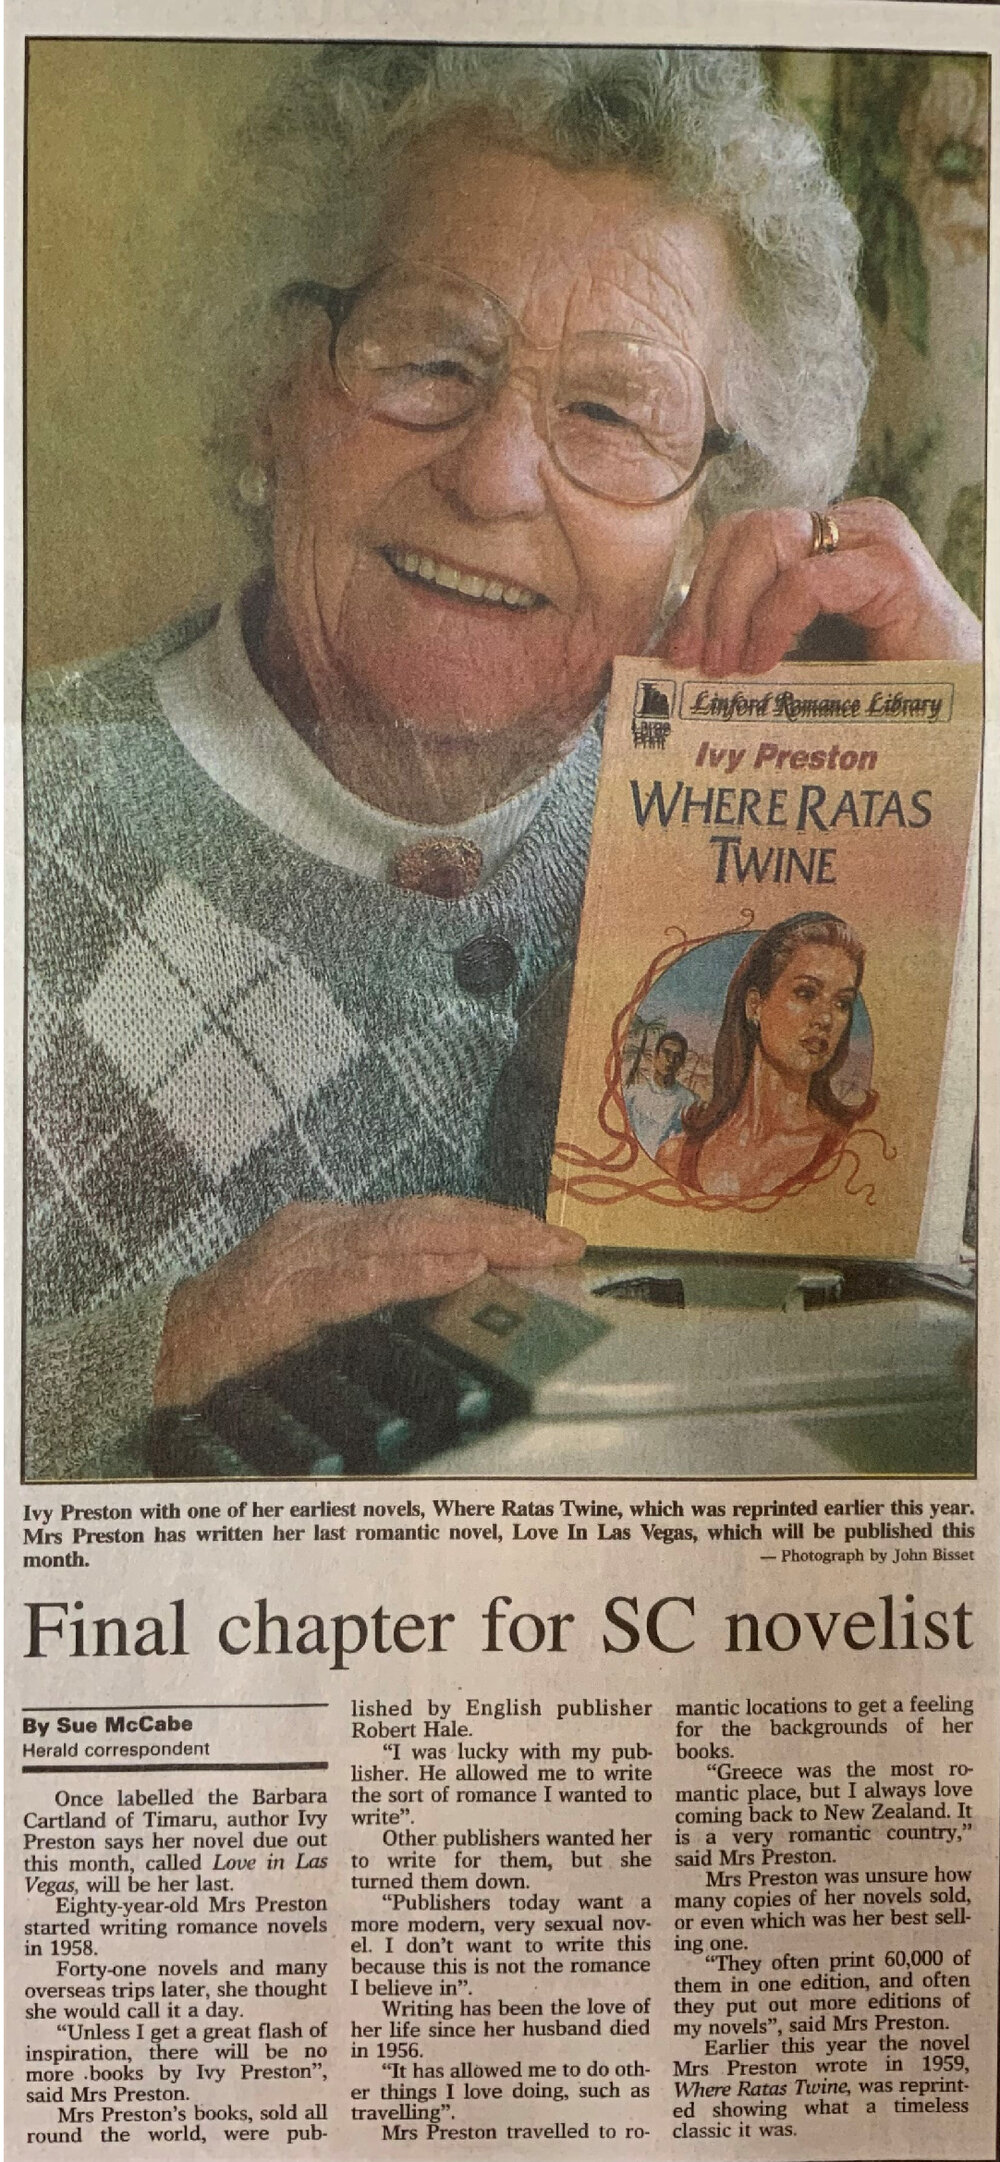 Linford Romance Library
Large
Print
Ivy Preston
WHERE RATAS
TWINE
Ivy Preston with one of her earliest novels, Where Ratas Twine, which was reprinted earlier this year.
Mrs Preston has written her last romantic novel, Love In Las Vegas, which will be published this
month.
— Photograph by John Bisset
Final chapter for SC novelist
By Sue McCabe
Herald correspondent
Once labelled the Barbara
Cartland of Timaru, author Ivy
Preston says her novel due out
this month, called Love in Las
Vegas, will be her last.
Eighty-year-old Mrs Preston
started writing romance novels
in 1958.
Forty-one novels and many
overseas trips later, she thought
she would call it a day.
“Unless I get a great flash of
inspiration, there will be no
more books by Ivy Preston”,
said Mrs Preston.
Mrs Preston's books, sold all
round the world, were pub-
lished by English publisher
Robert Hale.
“I was lucky with my pub-
lisher. He allowed me to write
the sort of romance I wanted to
write”.
Other publishers wanted her
to write for them, but she
turned them down.
“Publishers today want a
more modern, very sexual nov-
el. I don't want to write this
because this is not the romance
I believe in”.
Writing has been the love of
her life since her husband died
in 1956.
“It has allowed me to do oth-
er things I love doing, such as
travelling”.
Mrs Preston travelled to ro-
mantic locations to get a feeling
for the backgrounds of her
books.
“Greece was the most ro-
mantic place, but I always love
coming back to New Zealand. It
is a very romantic country,”
said Mrs Preston.
Mrs Preston was unsure how
many copies of her novels sold,
or even which was her best sell-
ing one.
“They often print 60,000 of
them in one edition, and often
they put out more editions of
my novels”, said Mrs Preston.
Earlier this year the novel
Mrs Preston wrote in 1959,
Where Ratas Twine, was reprint-
ed showing what a timeless
classic it was.